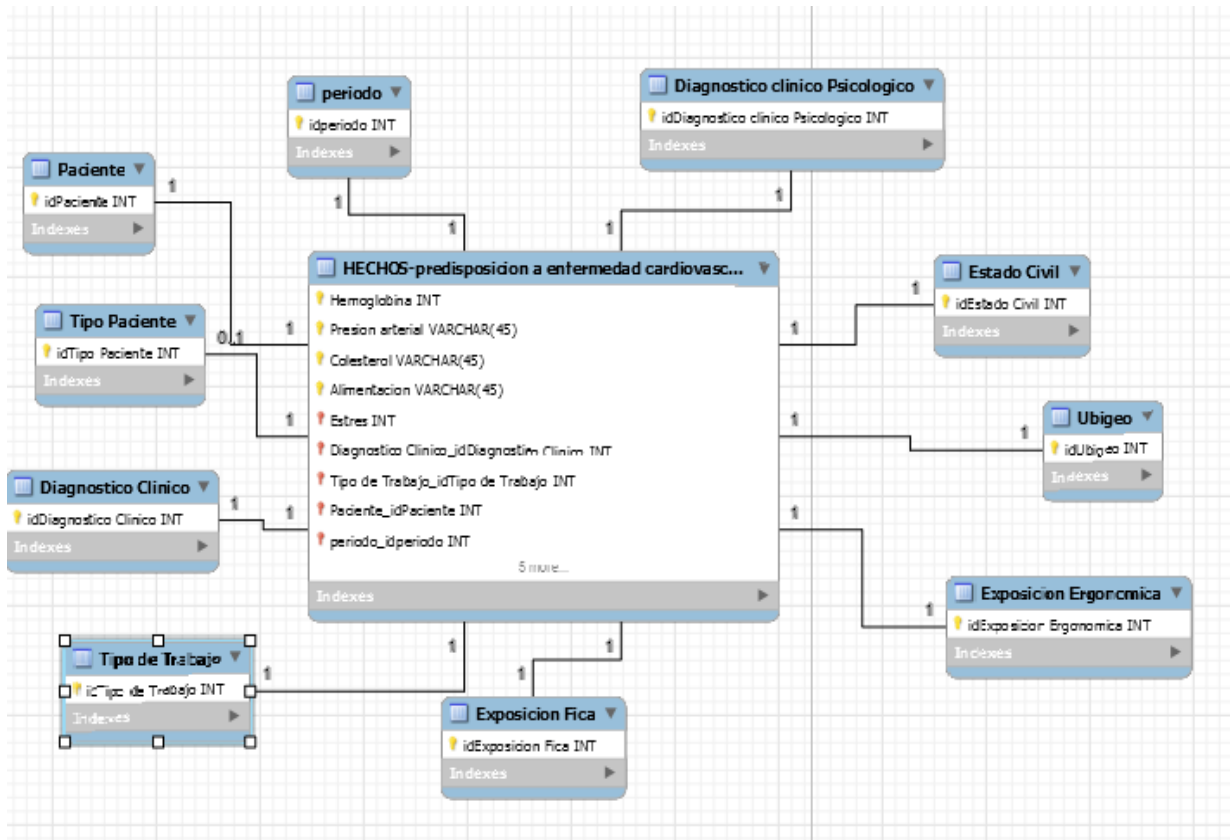 periodo
idperiodo INT
Indexes
Diagnostico clinico Psicologico
idDiagnostico clinico Psicologico INT
Indexes
Paciente
idPaciente INT
Indexes
1
1
1
1
1
HECHOS-predisposicion a enfermedad cardiovasc...
Hemoglobina INT
Presion arterial VARCHAR(45)
Colesterol VARCHAR(45)
Alimentacion VARCHAR(45)
Estres INT
Diagnostico Clinico_idDiagnostico Clinico INT
Tipo de Trabajo_idTipo de Trabajo INT
Paciente_idPaciente INT
periodo_idperiodo INT
5 more...
Indexes
Estado Civil
idEstado Civil INT
Indexes
1
1
Tipo Paciente
idTipo Paciente INT
Indexes
0,1
1
1
Ubigeo
idUbigeo INT
Indexes
1
1
Diagnostico Clinico
idDiagnostico Clinico INT
Indexes
1
1
1
Exposicion Ergonomica
idExposicion Ergonomica INT
Indexes
1
Tipo de Trabajo
idTipo de Trabajo INT
Indexes
1
1
1
1
Exposicion Fica
idExposicion Fica INT
Indexes